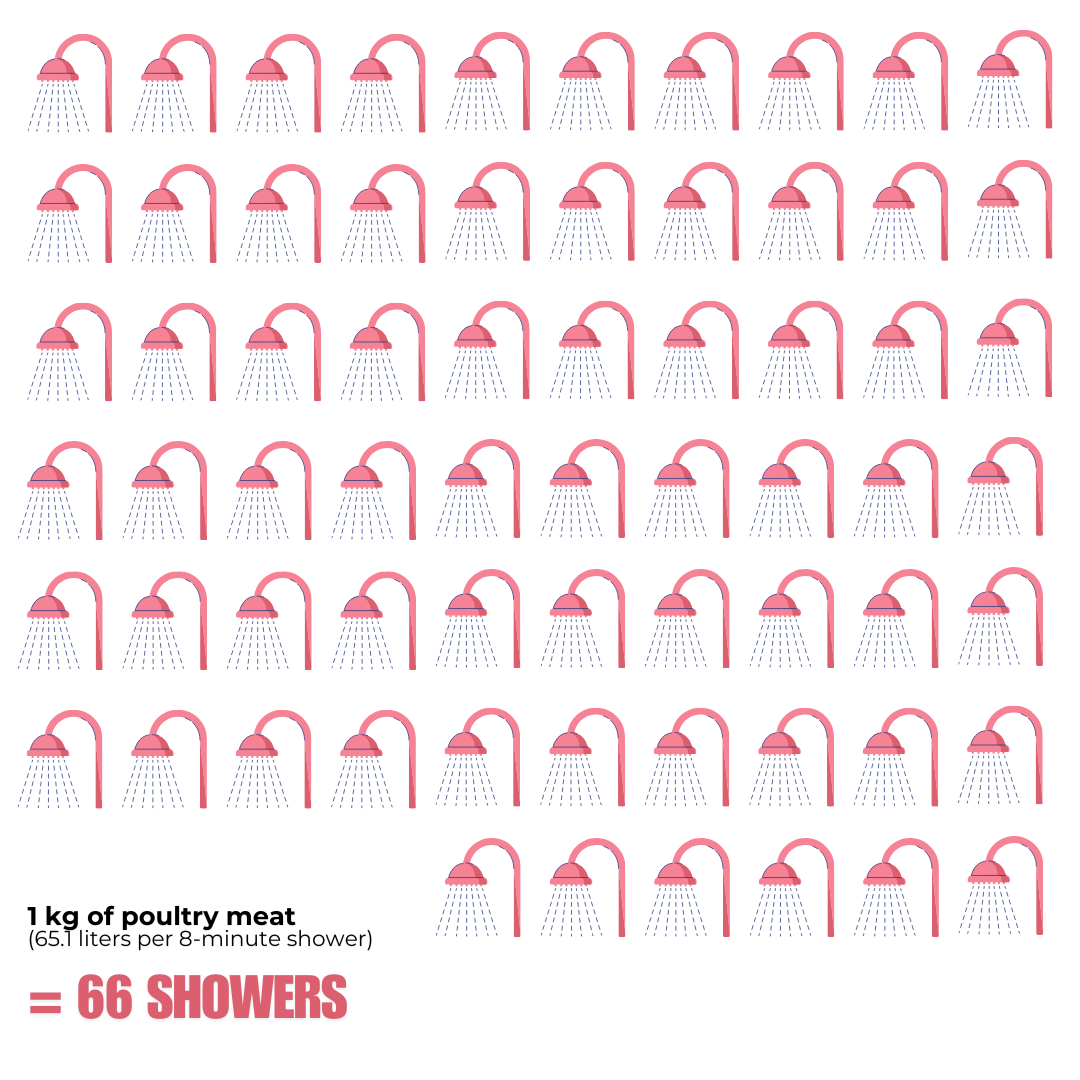 1 kg of poultry meat
(65.1 liters per 8-minute shower)
= 66 SHOWERS